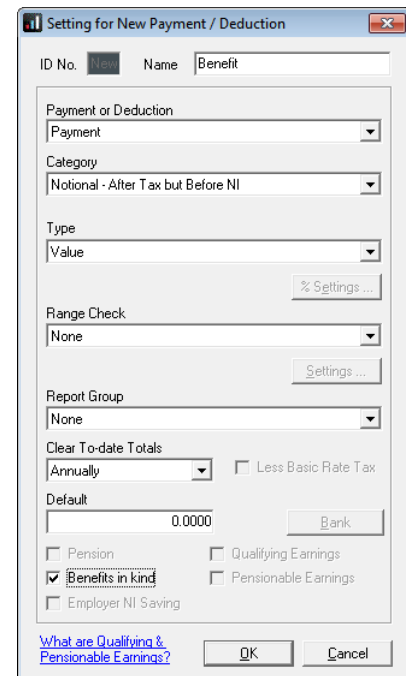 Setting for New Payment / Deduction
ID No. New Name Benefit
Payment or Deduction
Payment
Category
Notional - After Tax but Before NI
Type
Value
% Settings ...
Range Check
None
Settings ...
Report Group
None
Clear To-date Totals
Annually Less Basic Rate Tax
Default
0.0000 Bank
Pension Qualifying Earnings
Benefits in kind Pensionable Earnings
Employer NI Saving
What are Qualifying &
Pensionable Earnings? OK Cancel